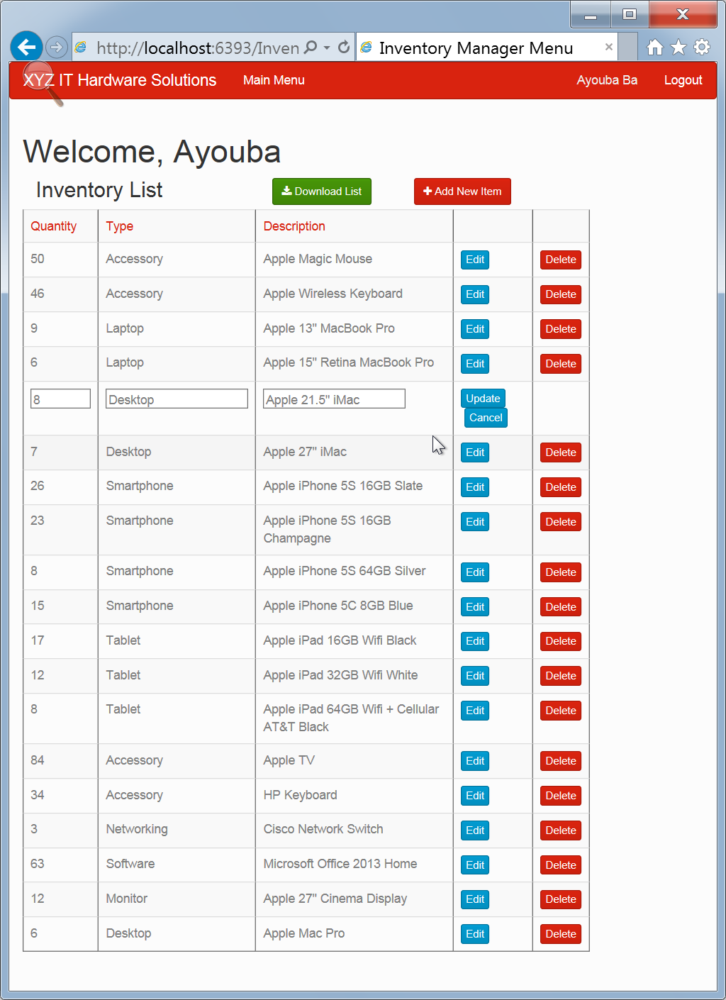 http://localhost:6393/Inven
Inventory Manager Menu
XYZ IT Hardware Solutions Main Menu Ayouba Ba Logout
Welcome, Ayouba
Inventory List Download List Add New Item
Quantity Type Description
50 Accessory Apple Magic Mouse Edit Delete
46 Accessory Apple Wireless Keyboard Edit Delete
9 Laptop Apple 13" MacBook Pro Edit Delete
6 Laptop Apple 15" Retina MacBook Pro Edit Delete
8 Desktop Apple 21.5" iMac Update
Cancel
7 Desktop Apple 27" iMac Edit Delete
26 Smartphone Apple iPhone 5S 16GB Slate Edit Delete
23 Smartphone Apple iPhone 5S 16GB Edit Delete
Champagne
8 Smartphone Apple iPhone 5S 64GB Silver Edit Delete
15 Smartphone Apple iPhone 5C 8GB Blue Edit Delete
17 Tablet Apple iPad 16GB Wifi Black Edit Delete
12 Tablet Apple iPad 32GB Wifi White Edit Delete
8 Tablet Apple iPad 64GB Wifi + Cellular Edit Delete
AT&T Black
84 Accessory Apple TV Edit Delete
34 Accessory HP Keyboard Edit Delete
3 Networking Cisco Network Switch Edit Delete
63 Software Microsoft Office 2013 Home Edit Delete
12 Monitor Apple 27" Cinema Display Edit Delete
6 Desktop Apple Mac Pro Edit Delete